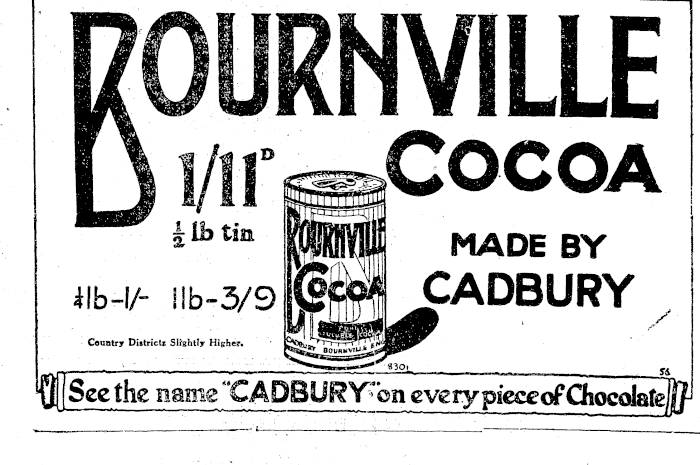 BOURNVILLE
COCOA
1/11D
½ lb tin
BOURNVILLE
COCOA
CADBURY BOURNVILLE ENG
MADE BY
CADBURY
¼lb-1/- 1lb-3/9
Country Districts Slightly Higher.
8301
56
See the name "CADBURY" on every piece of Chocolate